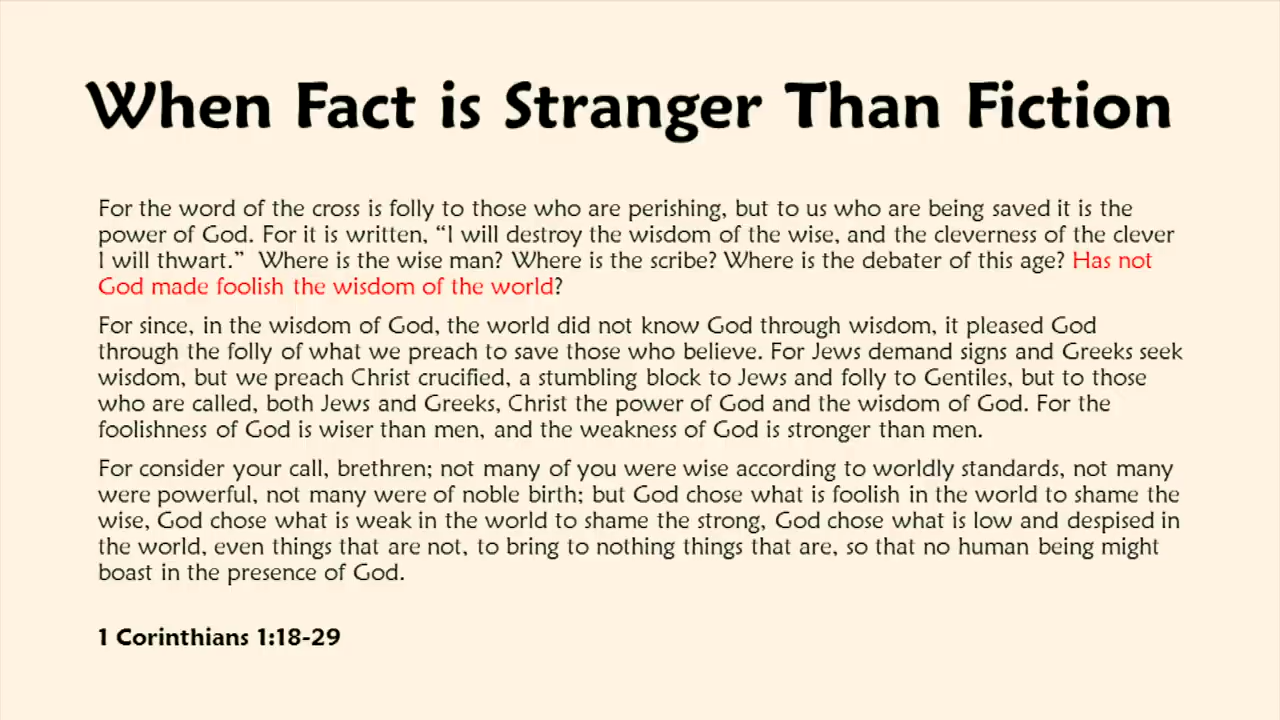 When Fact is Stranger Than Fiction
For the word of the cross is folly to those who are perishing, but to us who are being saved it is the
power of God. For it is written, “I will destroy the wisdom of the wise, and the cleverness of the clever
I will thwart.”  Where is the wise man? Where is the scribe? Where is the debater of this age? Has not
God made foolish the wisdom of the world?
For since, in the wisdom of God, the world did not know God through wisdom, it pleased God
through the folly of what we preach to save those who believe. For Jews demand signs and Greeks seek
wisdom, but we preach Christ crucified, a stumbling block to Jews and folly to Gentiles, but to those
who are called, both Jews and Greeks, Christ the power of God and the wisdom of God. For the
foolishness of God is wiser than men, and the weakness of God is stronger than men.
For consider your call, brethren; not many of you were wise according to worldly standards, not many
were powerful, not many were of noble birth; but God chose what is foolish in the world to shame the
wise, God chose what is weak in the world to shame the strong, God chose what is low and despised in
the world, even things that are not, to bring to nothing things that are, so that no human being might
boast in the presence of God.
1 Corinthians 1:18-29